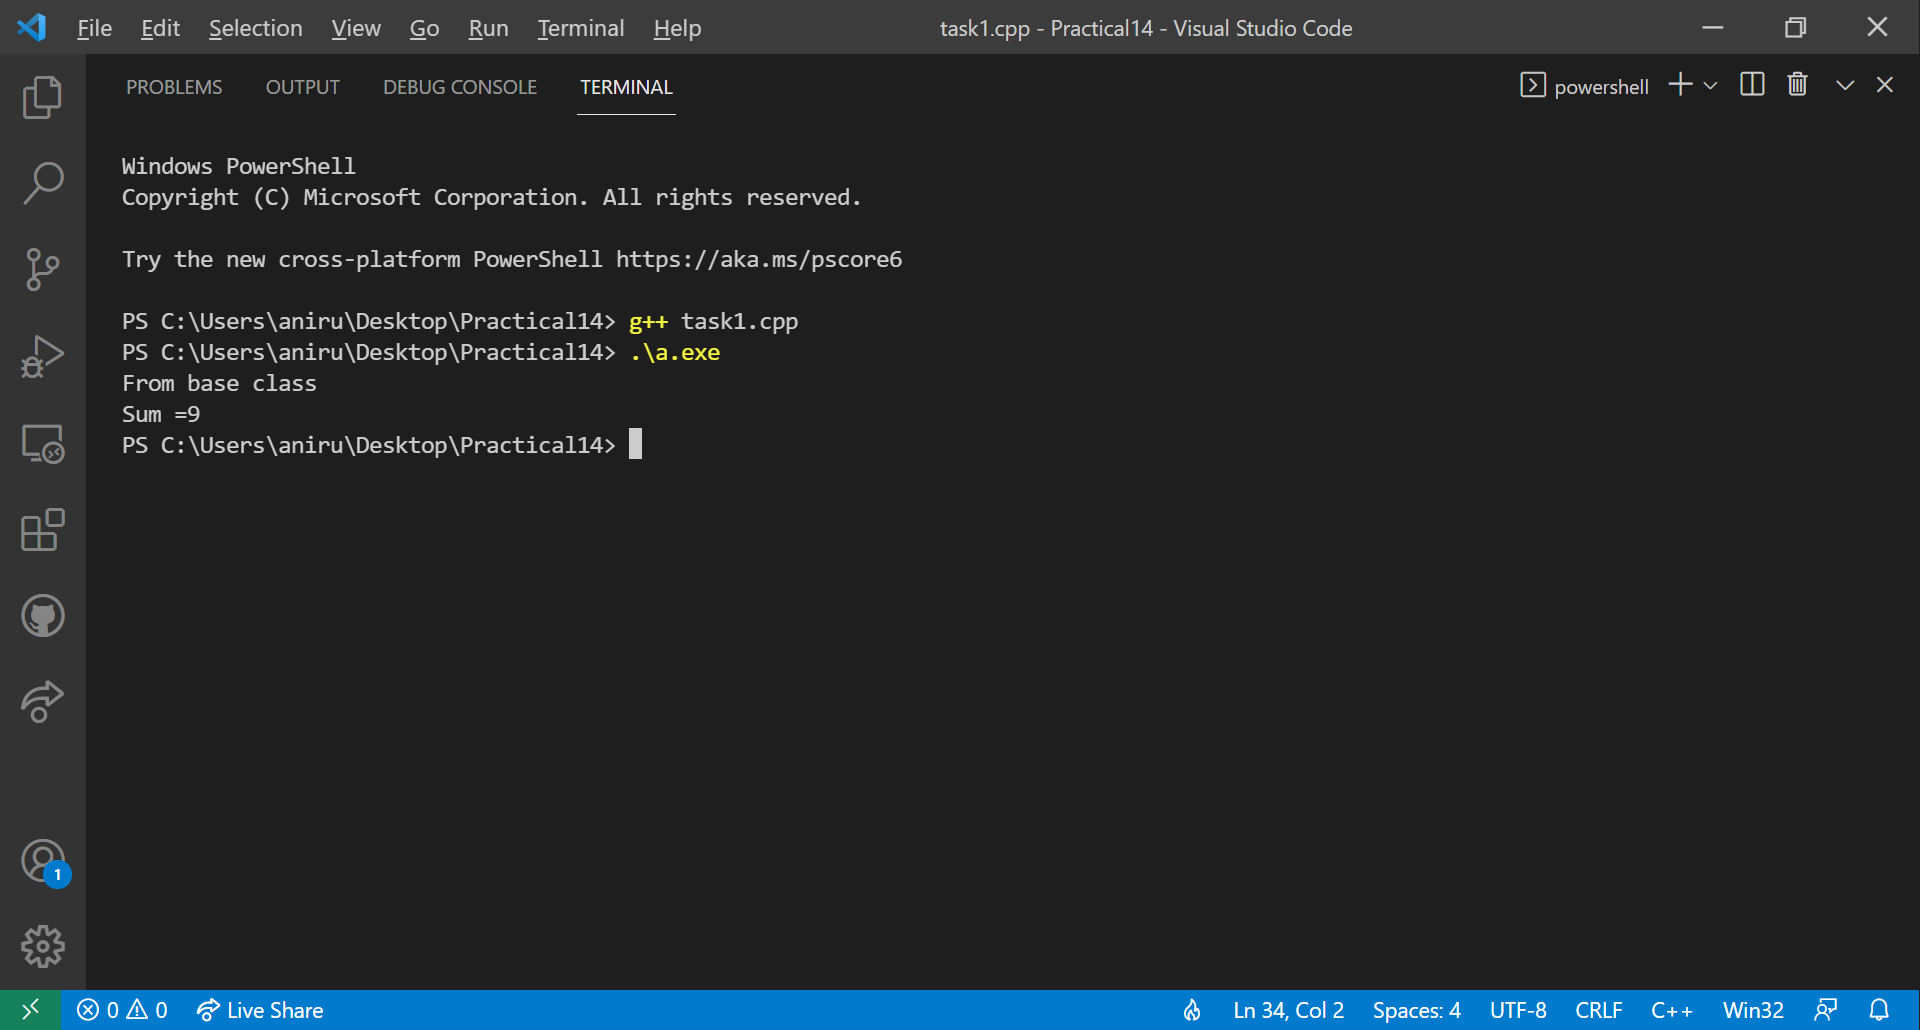 File Edit Selection View Go Run Terminal Help task1.cpp - Practical14 - Visual Studio Code
PROBLEMS OUTPUT DEBUG CONSOLE TERMINAL powershell
Windows PowerShell
Copyright (C) Microsoft Corporation. All rights reserved.
Try the new cross-platform PowerShell https://aka.ms/pscore6
PS C:\Users\aniru\Desktop\Practical14> g++ task1.cpp
PS C:\Users\aniru\Desktop\Practical14> .\a.exe
From base class
Sum =9
PS C:\Users\aniru\Desktop\Practical14>
1
0 0 Live Share Ln 34, Col 2 Spaces: 4 UTF-8 CRLF C++ Win32